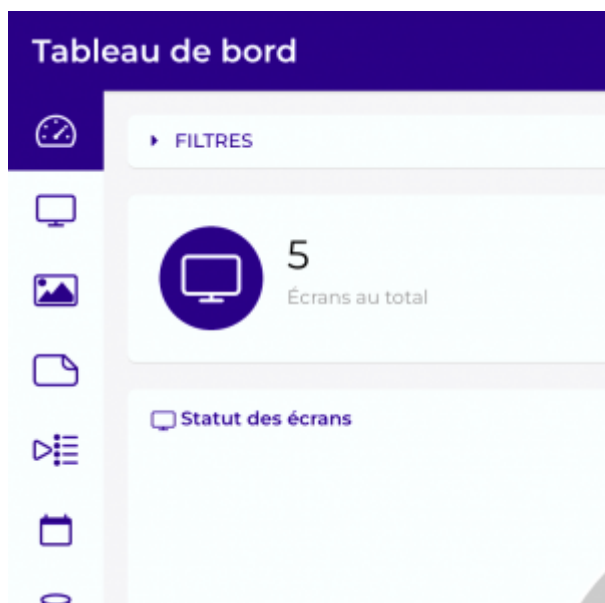 Tableau de bord
FILTRES
5
Écrans au total
Statut des écrans